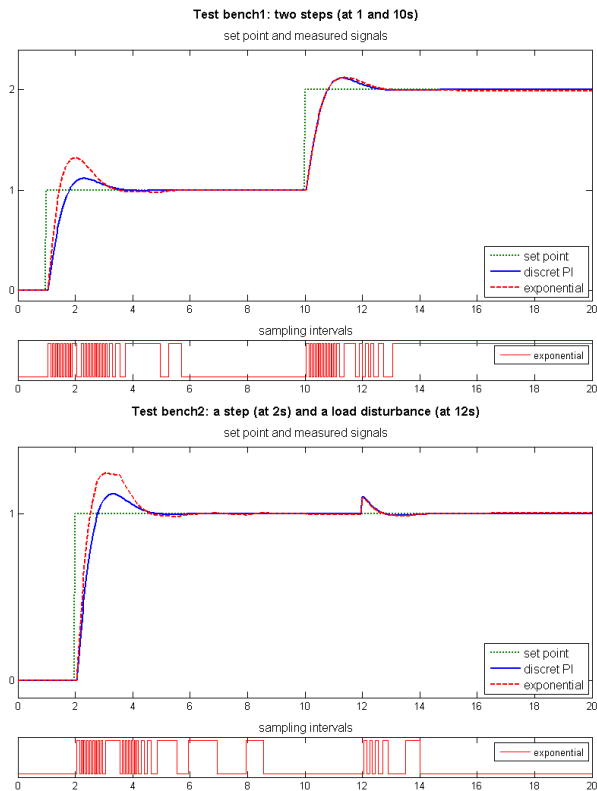 Test bench1: two steps (at 1 and 10s)
set point and measured signals
2
1
0
set point
discret PI
exponential
0 2 4 6 8 10 12 14 16 18 20
sampling intervals
exponential
0 2 4 6 8 10 12 14 16 18 20
Test bench2: a step (at 2s) and a load disturbance (at 12s)
set point and measured signals
1
0
set point
discret PI
exponential
0 2 4 6 8 10 12 14 16 18 20
sampling intervals
exponential
0 2 4 6 8 10 12 14 16 18 20